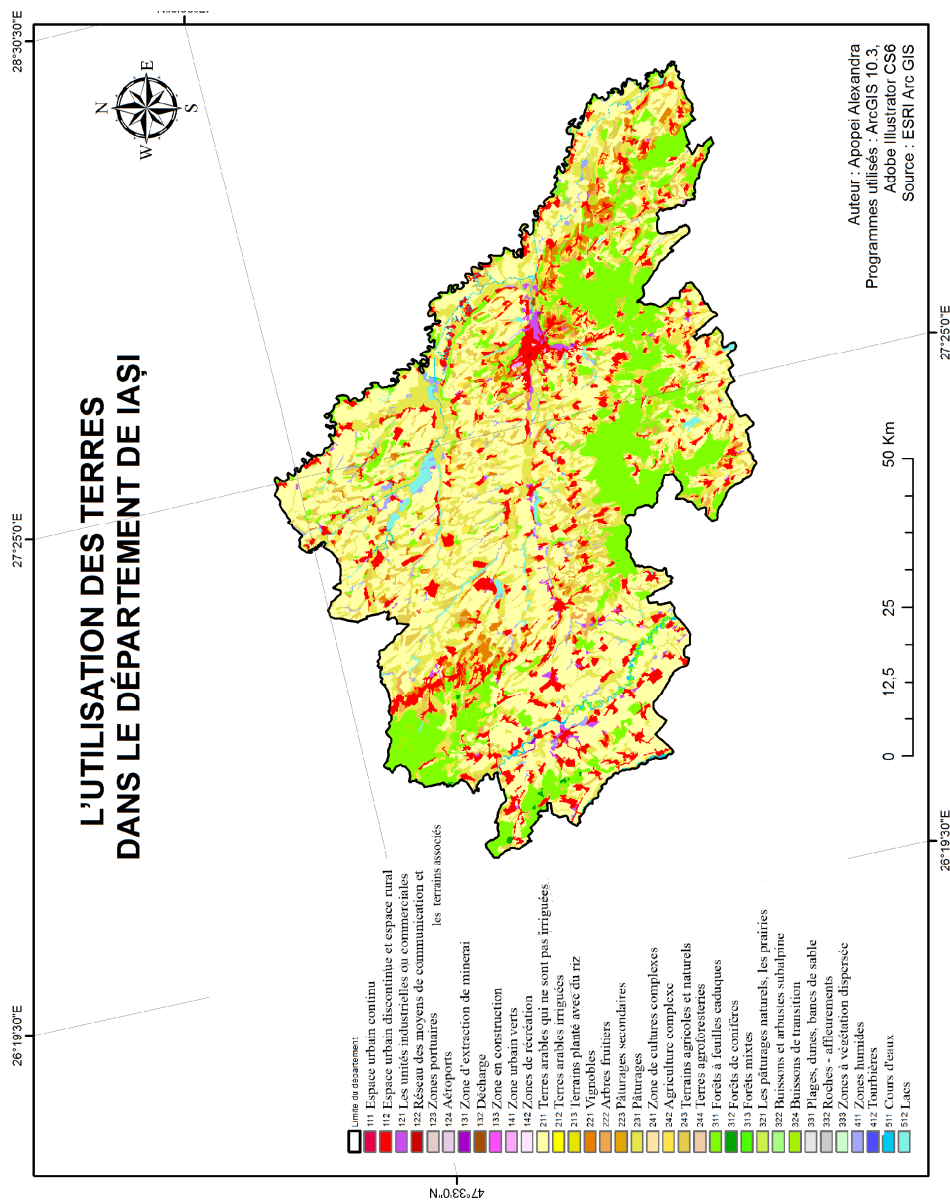 L'UTILISATION DES TERRES
DANS LE DÉPARTEMENT DE IAȘI
28°30'30"E
27°25'0"E
26°19'30"E
47°33'0"N
27°25'0"E
26°19'30"E
N
E
S
W
Limite du département
111 Espace urbain continu
112 Espace urbain discontinue et espace rural
121 Les unités industrielles ou commerciales
122 Réseau des moyens de communication et
les terrains associés
123 Zones portuaires
124 Aéroports
131 Zone d'extraction de minerai
132 Décharge
133 Zone en construction
141 Zone urbain verts
142 Zones de récréation
211 Terres arables qui ne sont pas irriguées
212 Terres arables irriguées
213 Terrains planté avec du riz
221 Vignobles
222 Arbres fruitiers
223 Pâturages secondaires
231 Pâturages
241 Zone de cultures complexes
242 Agriculture complexe
243 Terrains agricoles et naturels
244 Terres agroforesteries
311 Forêts à feuilles caduques
312 Forêts de conifères
313 Forêts mixtes
321 Les pâturages naturels, les prairies
322 Buissons et arbustes subalpine
324 Buissons de transition
331 Plages, dunes, bancs de sable
332 Roches - affleurements
333 Zones à végétation dispersée
411 Zones humides
412 Tourbières
511 Cours d'eaux
512 Lacs
0
12,5
25
50 Km
Auteur : Apopei Alexandra
Programmes utilisés : ArcGIS 10.3,
Adobe Illustrator CS6
Source : ESRI Arc GIS